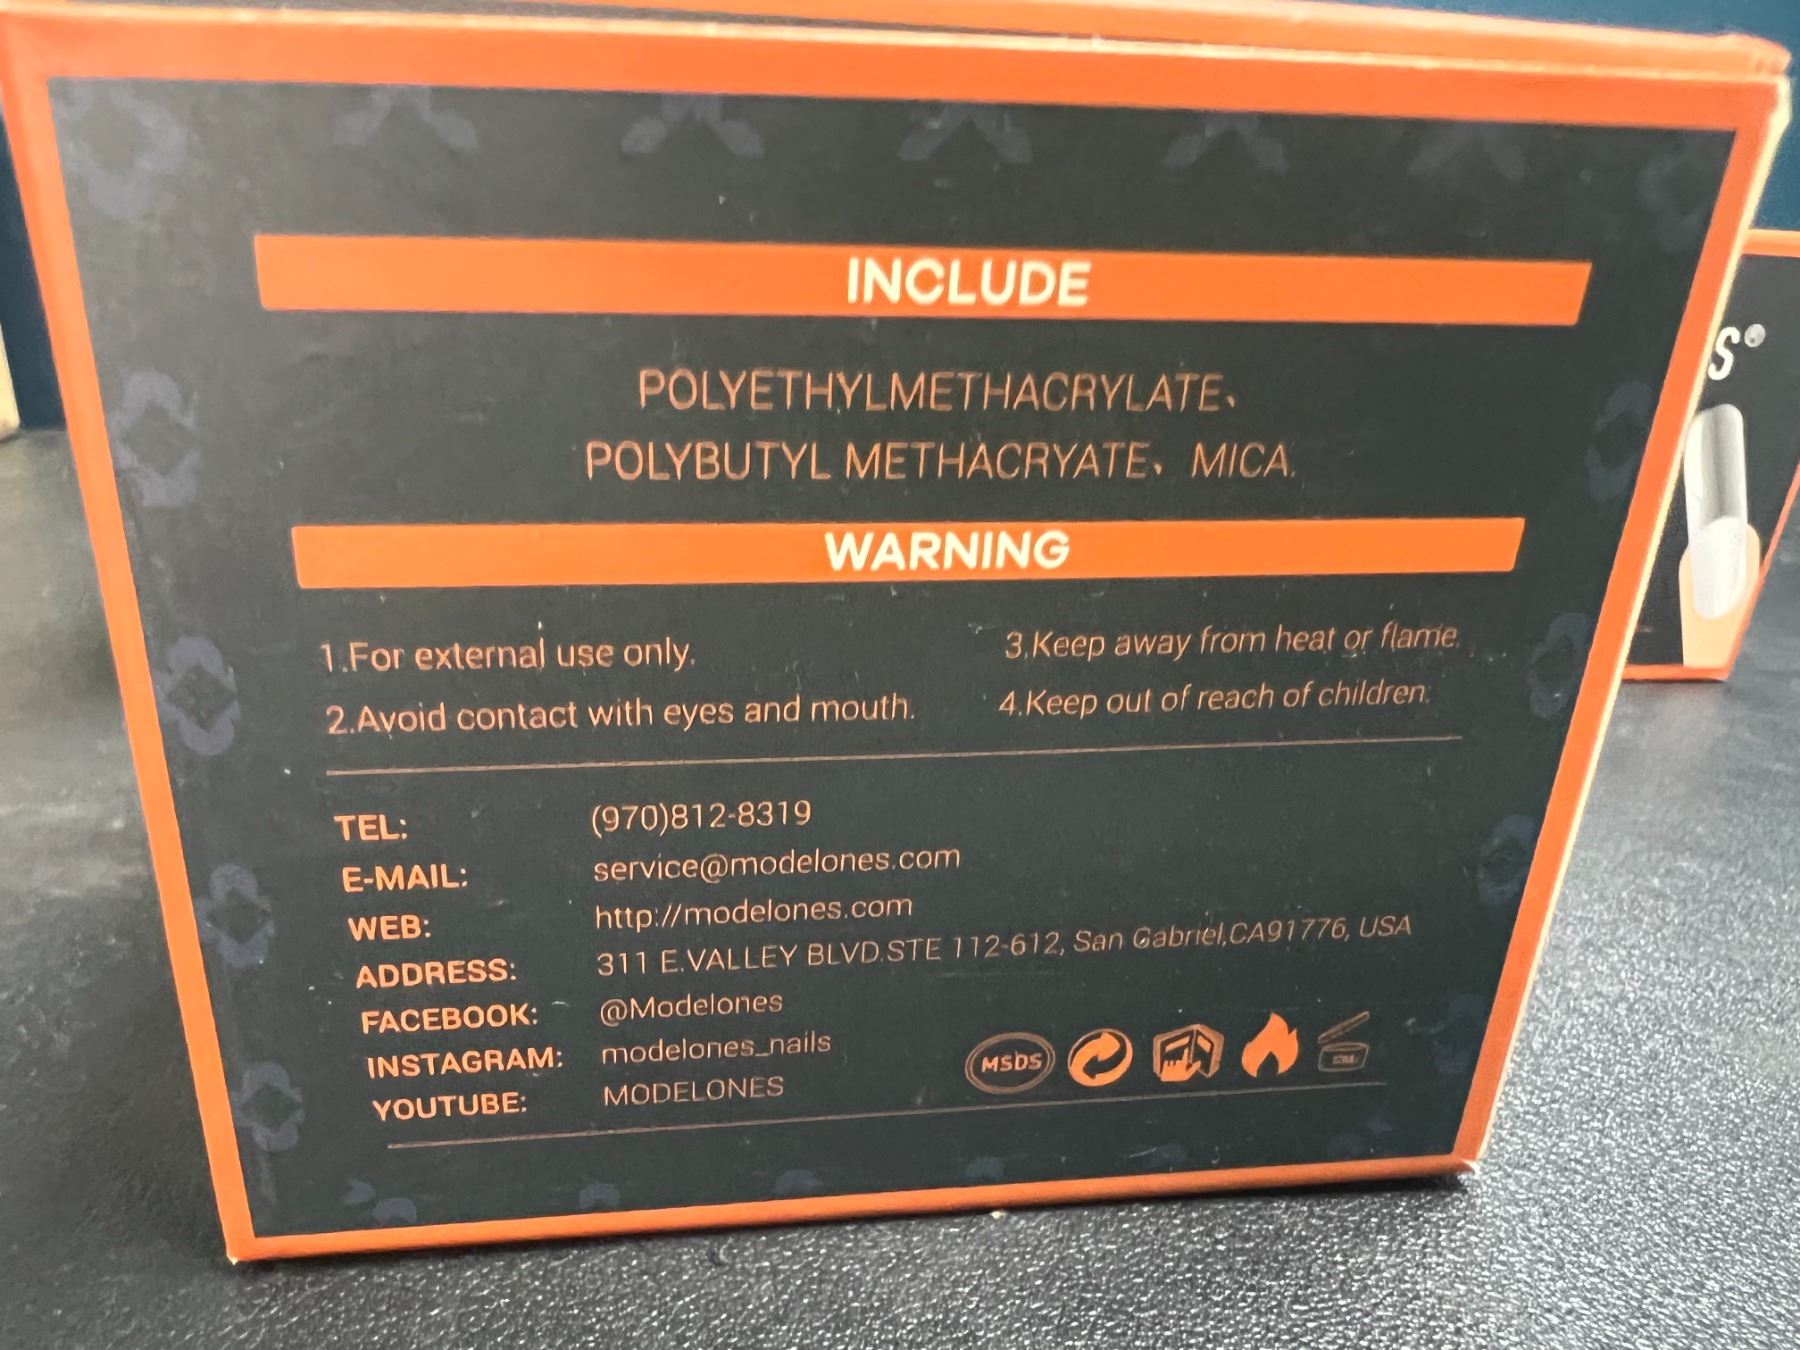 INCLUDE
POLYETHYLMETHACRYLATE、
POLYBUTYL METHACRYATE、 MICA.
WARNING
1.For external use only.
2.Avoid contact with eyes and mouth.
3.Keep away from heat or flame.
4.Keep out of reach of children.
TEL: (970)812-8319
E-MAIL: service@modelones.com
WEB: http://modelones.com
ADDRESS: 311 E.VALLEY BLVD.STE 112-612, San Gabriel,CA91776, USA
FACEBOOK: @Modelones
INSTAGRAM: modelones_nails
YOUTUBE: MODELONES
MSDS
S®